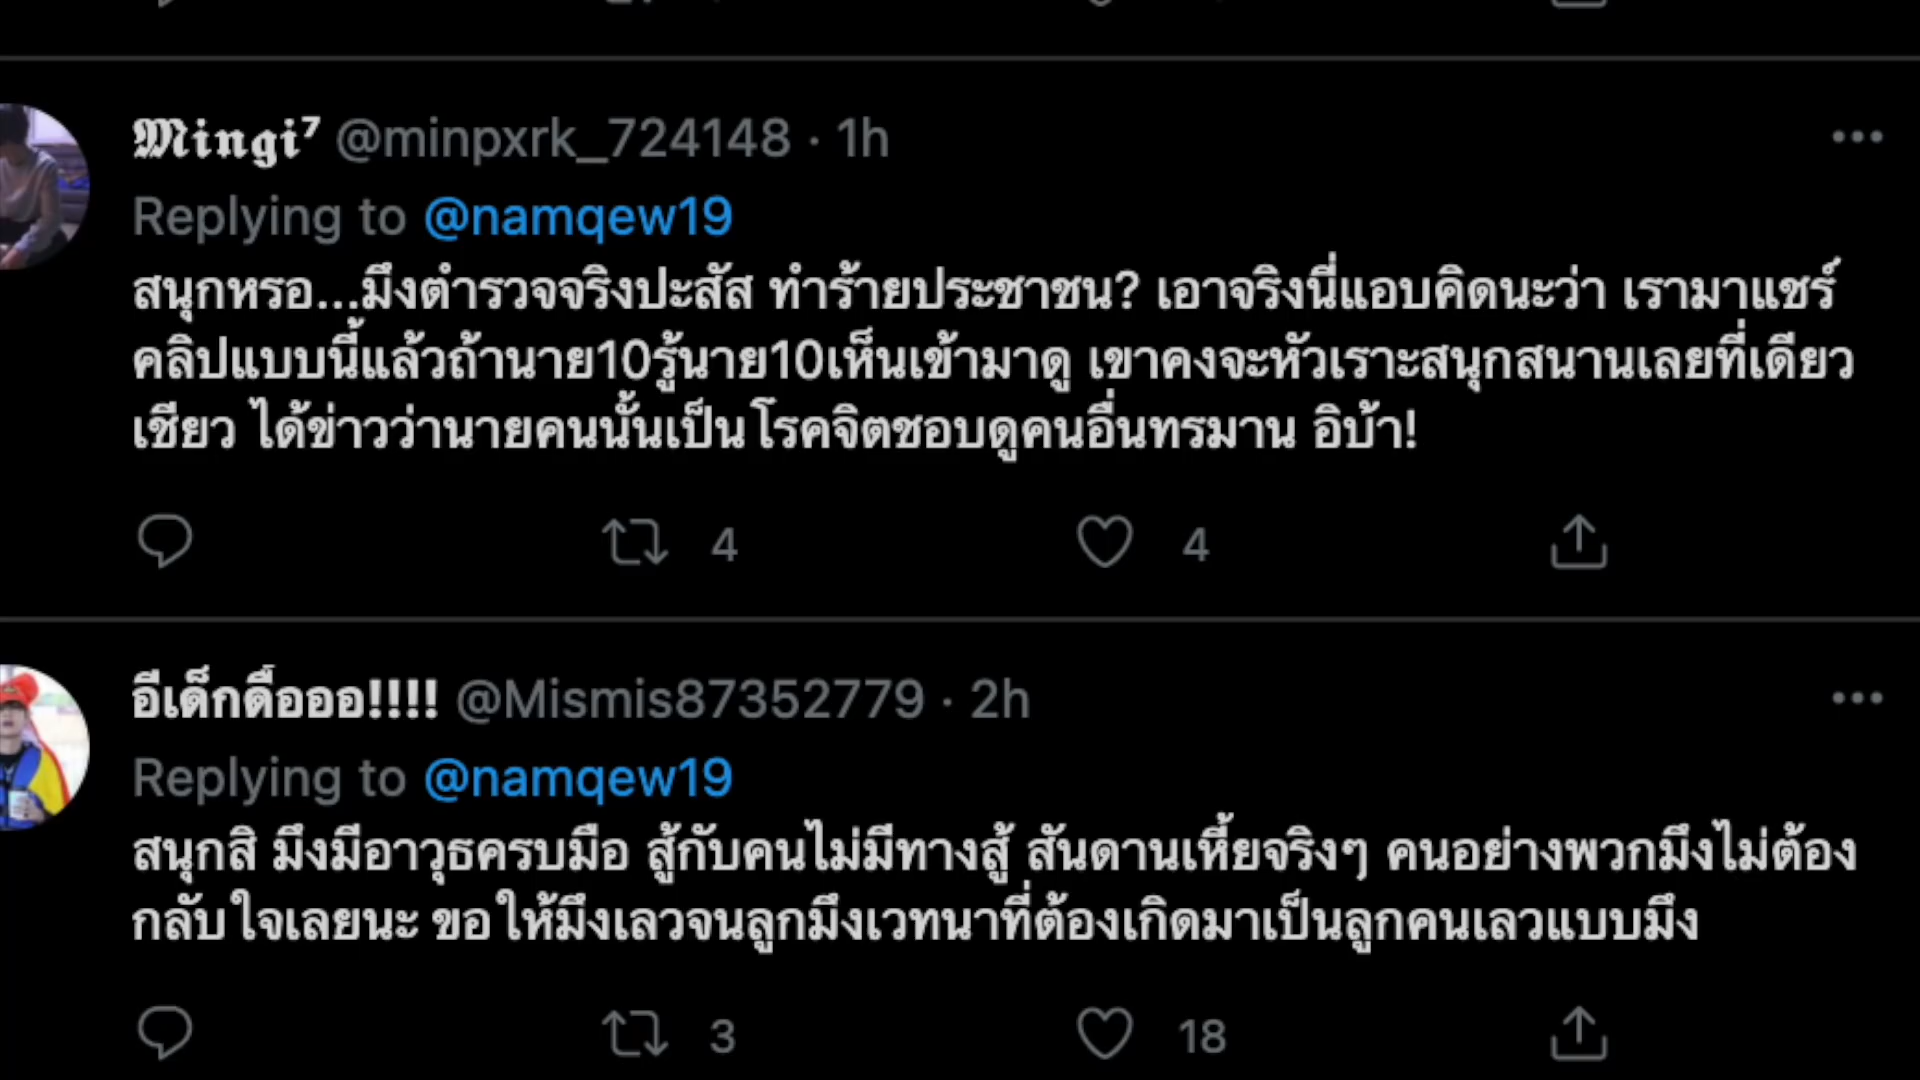 𝕸𝖎𝖓𝖌𝖎⁷ @minpxrk_724148 · 1h
Replying to @namqew19
สนุกหรอ...มึงตำรวจจริงปะสัส ทำร้ายประชาชน? เอาจริงนี่แอบคิดนะว่า เรามาแชร์
คลิปแบบนี้แล้วถ้านาย10รู้นาย10เห็นเข้ามาดู เขาคงจะหัวเราะสนุกสนานเลยที่เดียว
เชียว ได้ข่าวว่านายคนนั้นเป็นโรคจิตชอบดูคนอื่นทรมาน อิบ้า!
4 4
อีเด็กดื้อออ!!!! @Mismis87352779 · 2h
Replying to @namqew19
สนุกสิ มึงมีอาวุธครบมือ สู้กับคนไม่มีทางสู้ สันดานเหี้ยจริงๆ คนอย่างพวกมึงไม่ต้อง
กลับใจเลยนะ ขอให้มึงเลวจนลูกมึงเวทนาที่ต้องเกิดมาเป็นลูกคนเลวแบบมึง
3 18